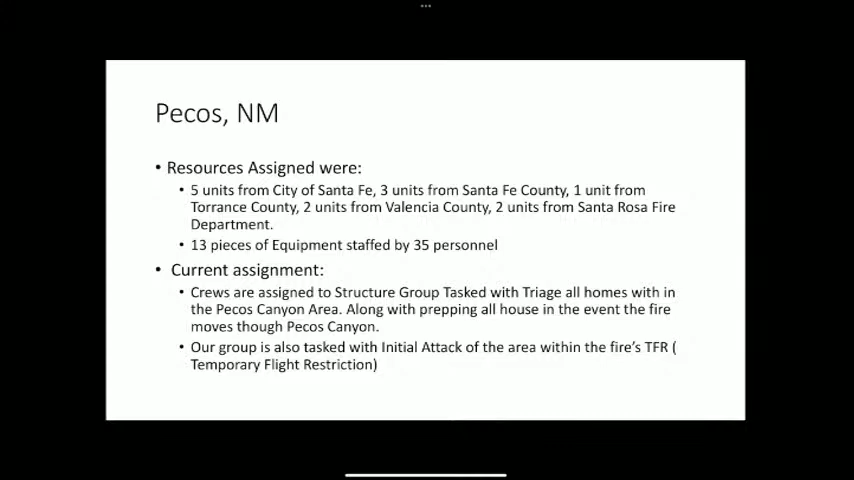 Pecos, NM
• Resources Assigned were:
• 5 units from City of Santa Fe, 3 units from Santa Fe County, 1 unit from
Torrance County, 2 units from Valencia County, 2 units from Santa Rosa Fire
Department.
• 13 pieces of Equipment staffed by 35 personnel
• Current assignment:
• Crews are assigned to Structure Group Tasked with Triage all homes with in
the Pecos Canyon Area. Along with prepping all house in the event the fire
moves though Pecos Canyon.
• Our group is also tasked with Initial Attack of the area within the fire's TFR (
Temporary Flight Restriction)